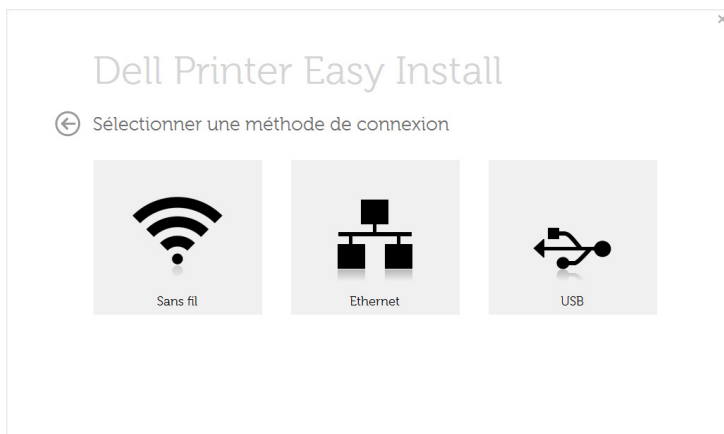 Dell Printer Easy Install
Sélectionner une méthode de connexion
Sans fil
Ethernet
USB